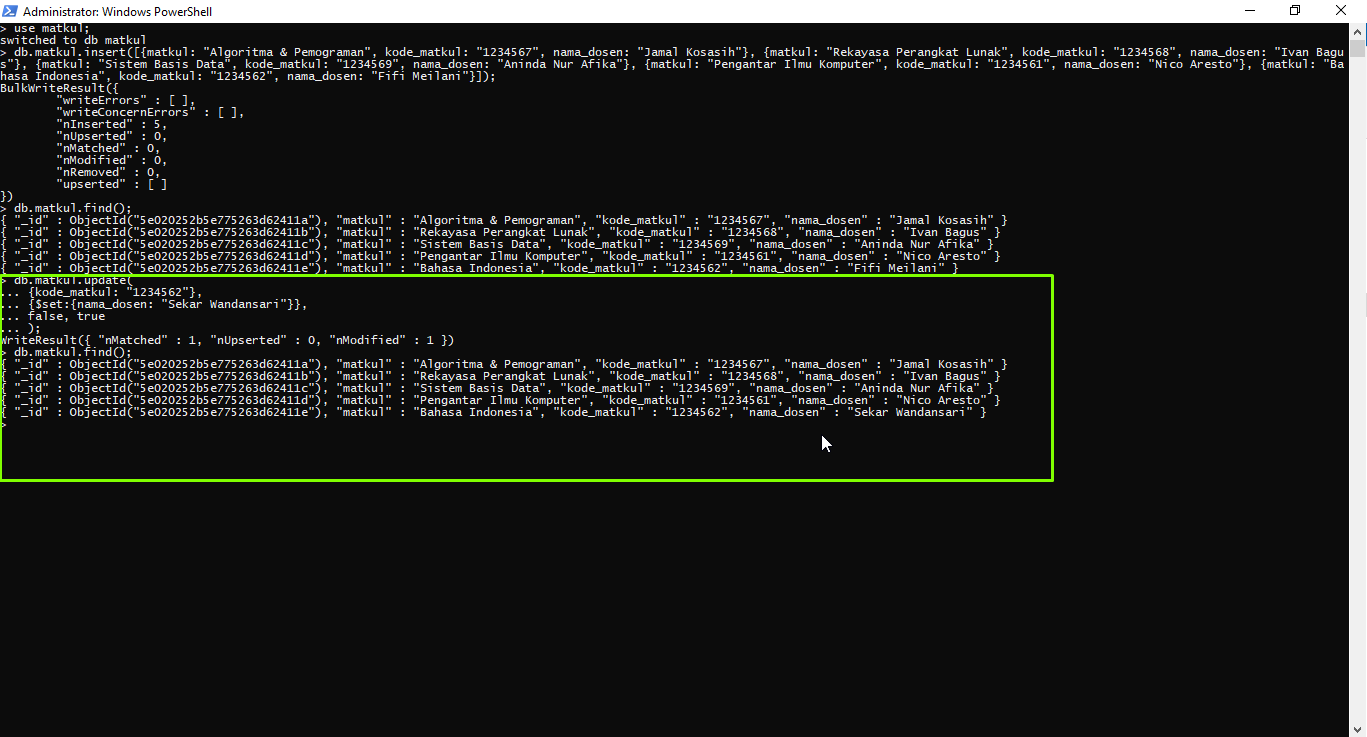 Administrator: Windows PowerShell
> use matkul;
switched to db matkul
> db.matkul.insert([{matkul: "Algoritma & Pemograman", kode_matkul: "1234567", nama_dosen: "Jamal Kosasih"}, {matkul: "Rekayasa Perangkat Lunak", kode_matkul: "1234568", nama_dosen: "Ivan Bagu
s"}, {matkul: "Sistem Basis Data", kode_matkul: "1234569", nama_dosen: "Aninda Nur Afika"}, {matkul: "Pengantar Ilmu Komputer", kode_matkul: "1234561", nama_dosen: "Nico Aresto"}, {matkul: "Ba
hasa Indonesia", kode_matkul: "1234562", nama_dosen: "Fifi Meilani"}]);
BulkWriteResult({
"writeErrors" : [ ],
"writeConcernErrors" : [ ],
"nInserted" : 5,
"nUpserted" : 0,
"nMatched" : 0,
"nModified" : 0,
"nRemoved" : 0,
"upserted" : [ ]
})
> db.matkul.find();
{ "_id" : ObjectId("5e020252b5e775263d62411a"), "matkul" : "Algoritma & Pemograman", "kode_matkul" : "1234567", "nama_dosen" : "Jamal Kosasih" }
{ "_id" : ObjectId("5e020252b5e775263d62411b"), "matkul" : "Rekayasa Perangkat Lunak", "kode_matkul" : "1234568", "nama_dosen" : "Ivan Bagus" }
{ "_id" : ObjectId("5e020252b5e775263d62411c"), "matkul" : "Sistem Basis Data", "kode_matkul" : "1234569", "nama_dosen" : "Aninda Nur Afika" }
{ "_id" : ObjectId("5e020252b5e775263d62411d"), "matkul" : "Pengantar Ilmu Komputer", "kode_matkul" : "1234561", "nama_dosen" : "Nico Aresto" }
{ "_id" : ObjectId("5e020252b5e775263d62411e"), "matkul" : "Bahasa Indonesia", "kode_matkul" : "1234562", "nama_dosen" : "Fifi Meilani" }
> db.matkul.update(
... {kode_matkul: "1234562"},
... {$set:{nama_dosen: "Sekar Wandansari"}},
... false, true
... );
WriteResult({ "nMatched" : 1, "nUpserted" : 0, "nModified" : 1 })
> db.matkul.find();
{ "_id" : ObjectId("5e020252b5e775263d62411a"), "matkul" : "Algoritma & Pemograman", "kode_matkul" : "1234567", "nama_dosen" : "Jamal Kosasih" }
{ "_id" : ObjectId("5e020252b5e775263d62411b"), "matkul" : "Rekayasa Perangkat Lunak", "kode_matkul" : "1234568", "nama_dosen" : "Ivan Bagus" }
{ "_id" : ObjectId("5e020252b5e775263d62411c"), "matkul" : "Sistem Basis Data", "kode_matkul" : "1234569", "nama_dosen" : "Aninda Nur Afika" }
{ "_id" : ObjectId("5e020252b5e775263d62411d"), "matkul" : "Pengantar Ilmu Komputer", "kode_matkul" : "1234561", "nama_dosen" : "Nico Aresto" }
{ "_id" : ObjectId("5e020252b5e775263d62411e"), "matkul" : "Bahasa Indonesia", "kode_matkul" : "1234562", "nama_dosen" : "Sekar Wandansari" }
>